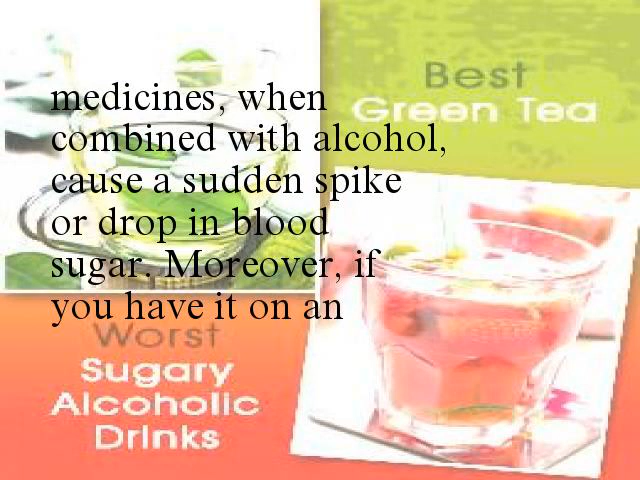 Best
Green Tea
medicines, when
combined with alcohol,
cause a sudden spike
or drop in blood
sugar. Moreover, if
you have it on an
Worst
Sugary
Alcoholic
Drinks